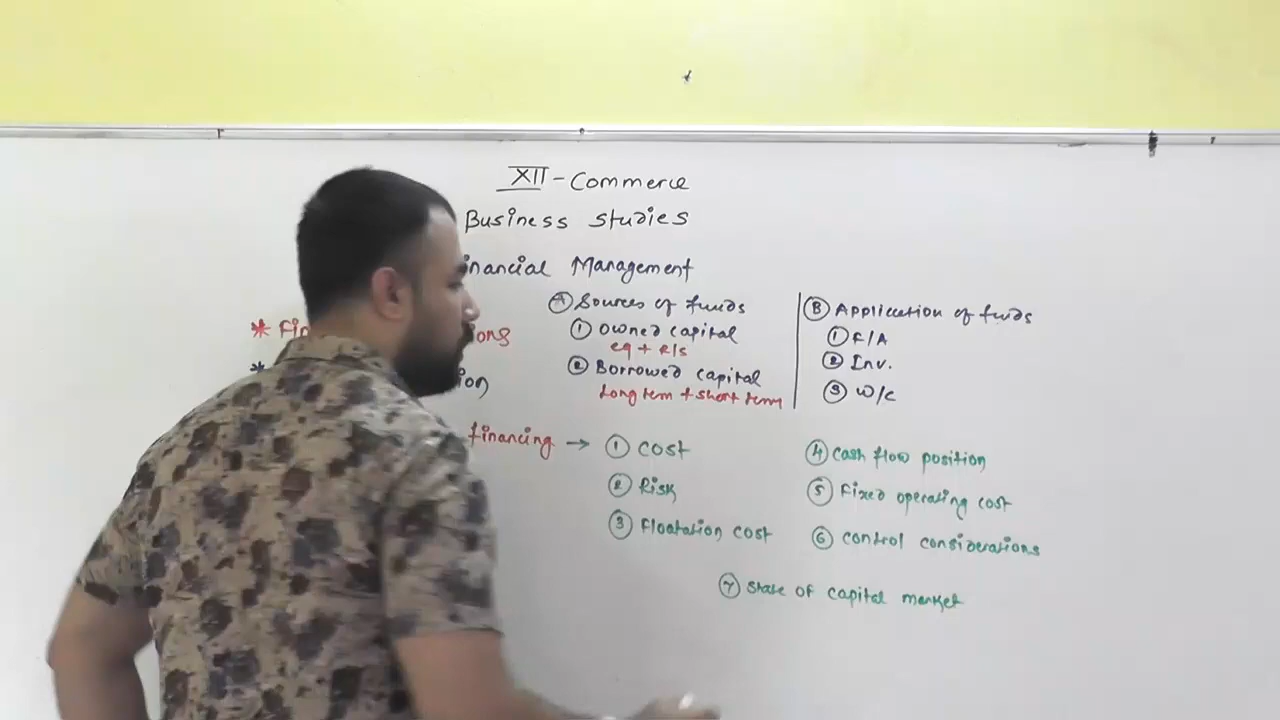 XII - Commerce
Business Studies
inancial Management
Ⓐ Sources of funds
① Owned capital
eq + R/S
② Borrowed capital
Long term + short term
Ⓑ Application of funds
① F/A
② Inv.
③ W/C
* Fin ons
* ion
financing →
① Cost
② Risk
③ Floatation cost
④ Cash flow position
⑤ Fixed operating cost
⑥ Control considerations
⑦ State of capital market